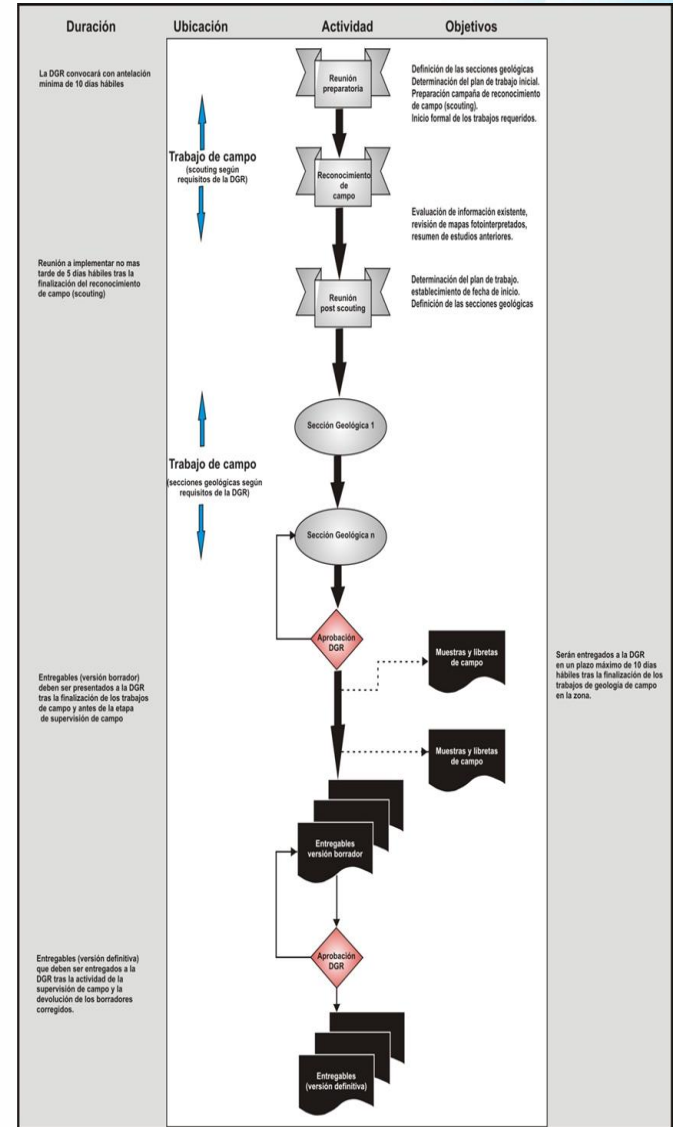 Duración
Ubicación
Actividad
Objetivos
La DGR convocará con antelación
mínima de 10 días hábiles
Reunión
preparatoria
Definición de las secciones geológicas
Determinación del plan de trabajo inicial.
Preparación campaña de reconocimiento
de campo (scouting).
Inicio formal de los trabajos requeridos.
Trabajo de campo
(scouting según
requisitos de la DGR)
Reconocimiento
de
campo
Evaluación de información existente,
revisión de mapas fotointerpretados,
resumen de estudios anteriores.
Reunión a implementar no mas
tarde de 5 días hábiles tras la
finalización del reconocimiento
de campo (scouting)
Reunión
post scouting
Determinación del plan de trabajo.
establecimiento de fecha de inicio.
Definición de las secciones geológicas
Sección Geológica 1
Trabajo de campo
(secciones geológicas según
requisitos de la DGR)
Sección Geológica n
Aprobación
DGR
Muestras y libretas
de campo
Serán entregados a la DGR
en un plazo máximo de 10 días
hábiles tras la finalización de los
trabajos de geología de campo
en la zona.
Entregables (versión borrador)
deben ser presentados a la DGR
tras la finalización de los trabajos
de campo y antes de la etapa
de supervisión de campo
Muestras y libretas
de campo
Entregables
versión borrador
Aprobación
DGR
Entregables (versión definitiva)
que deben ser entregados a la
DGR tras la actividad de la
supervisión de campo y la
devolución de los borradores
corregidos.
Entregables
(versión definitiva)